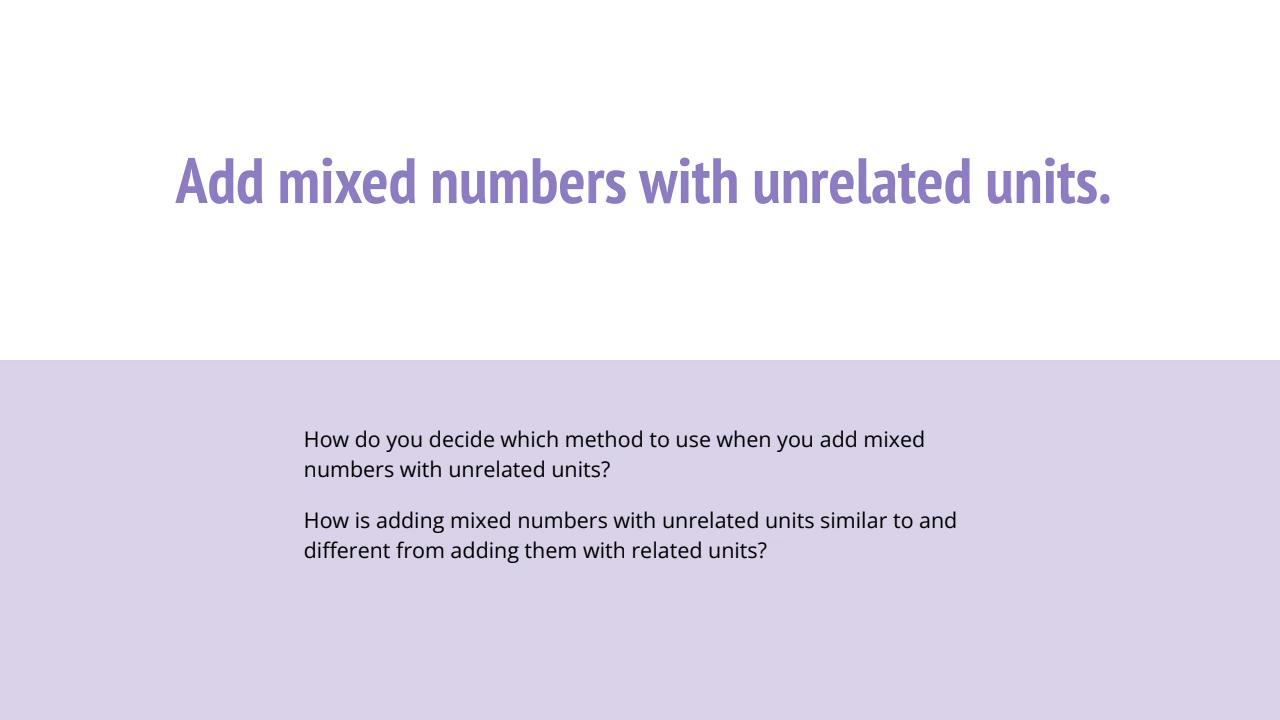 Add mixed numbers with unrelated units.
How do you decide which method to use when you add mixed
numbers with unrelated units?
How is adding mixed numbers with unrelated units similar to and
different from adding them with related units?